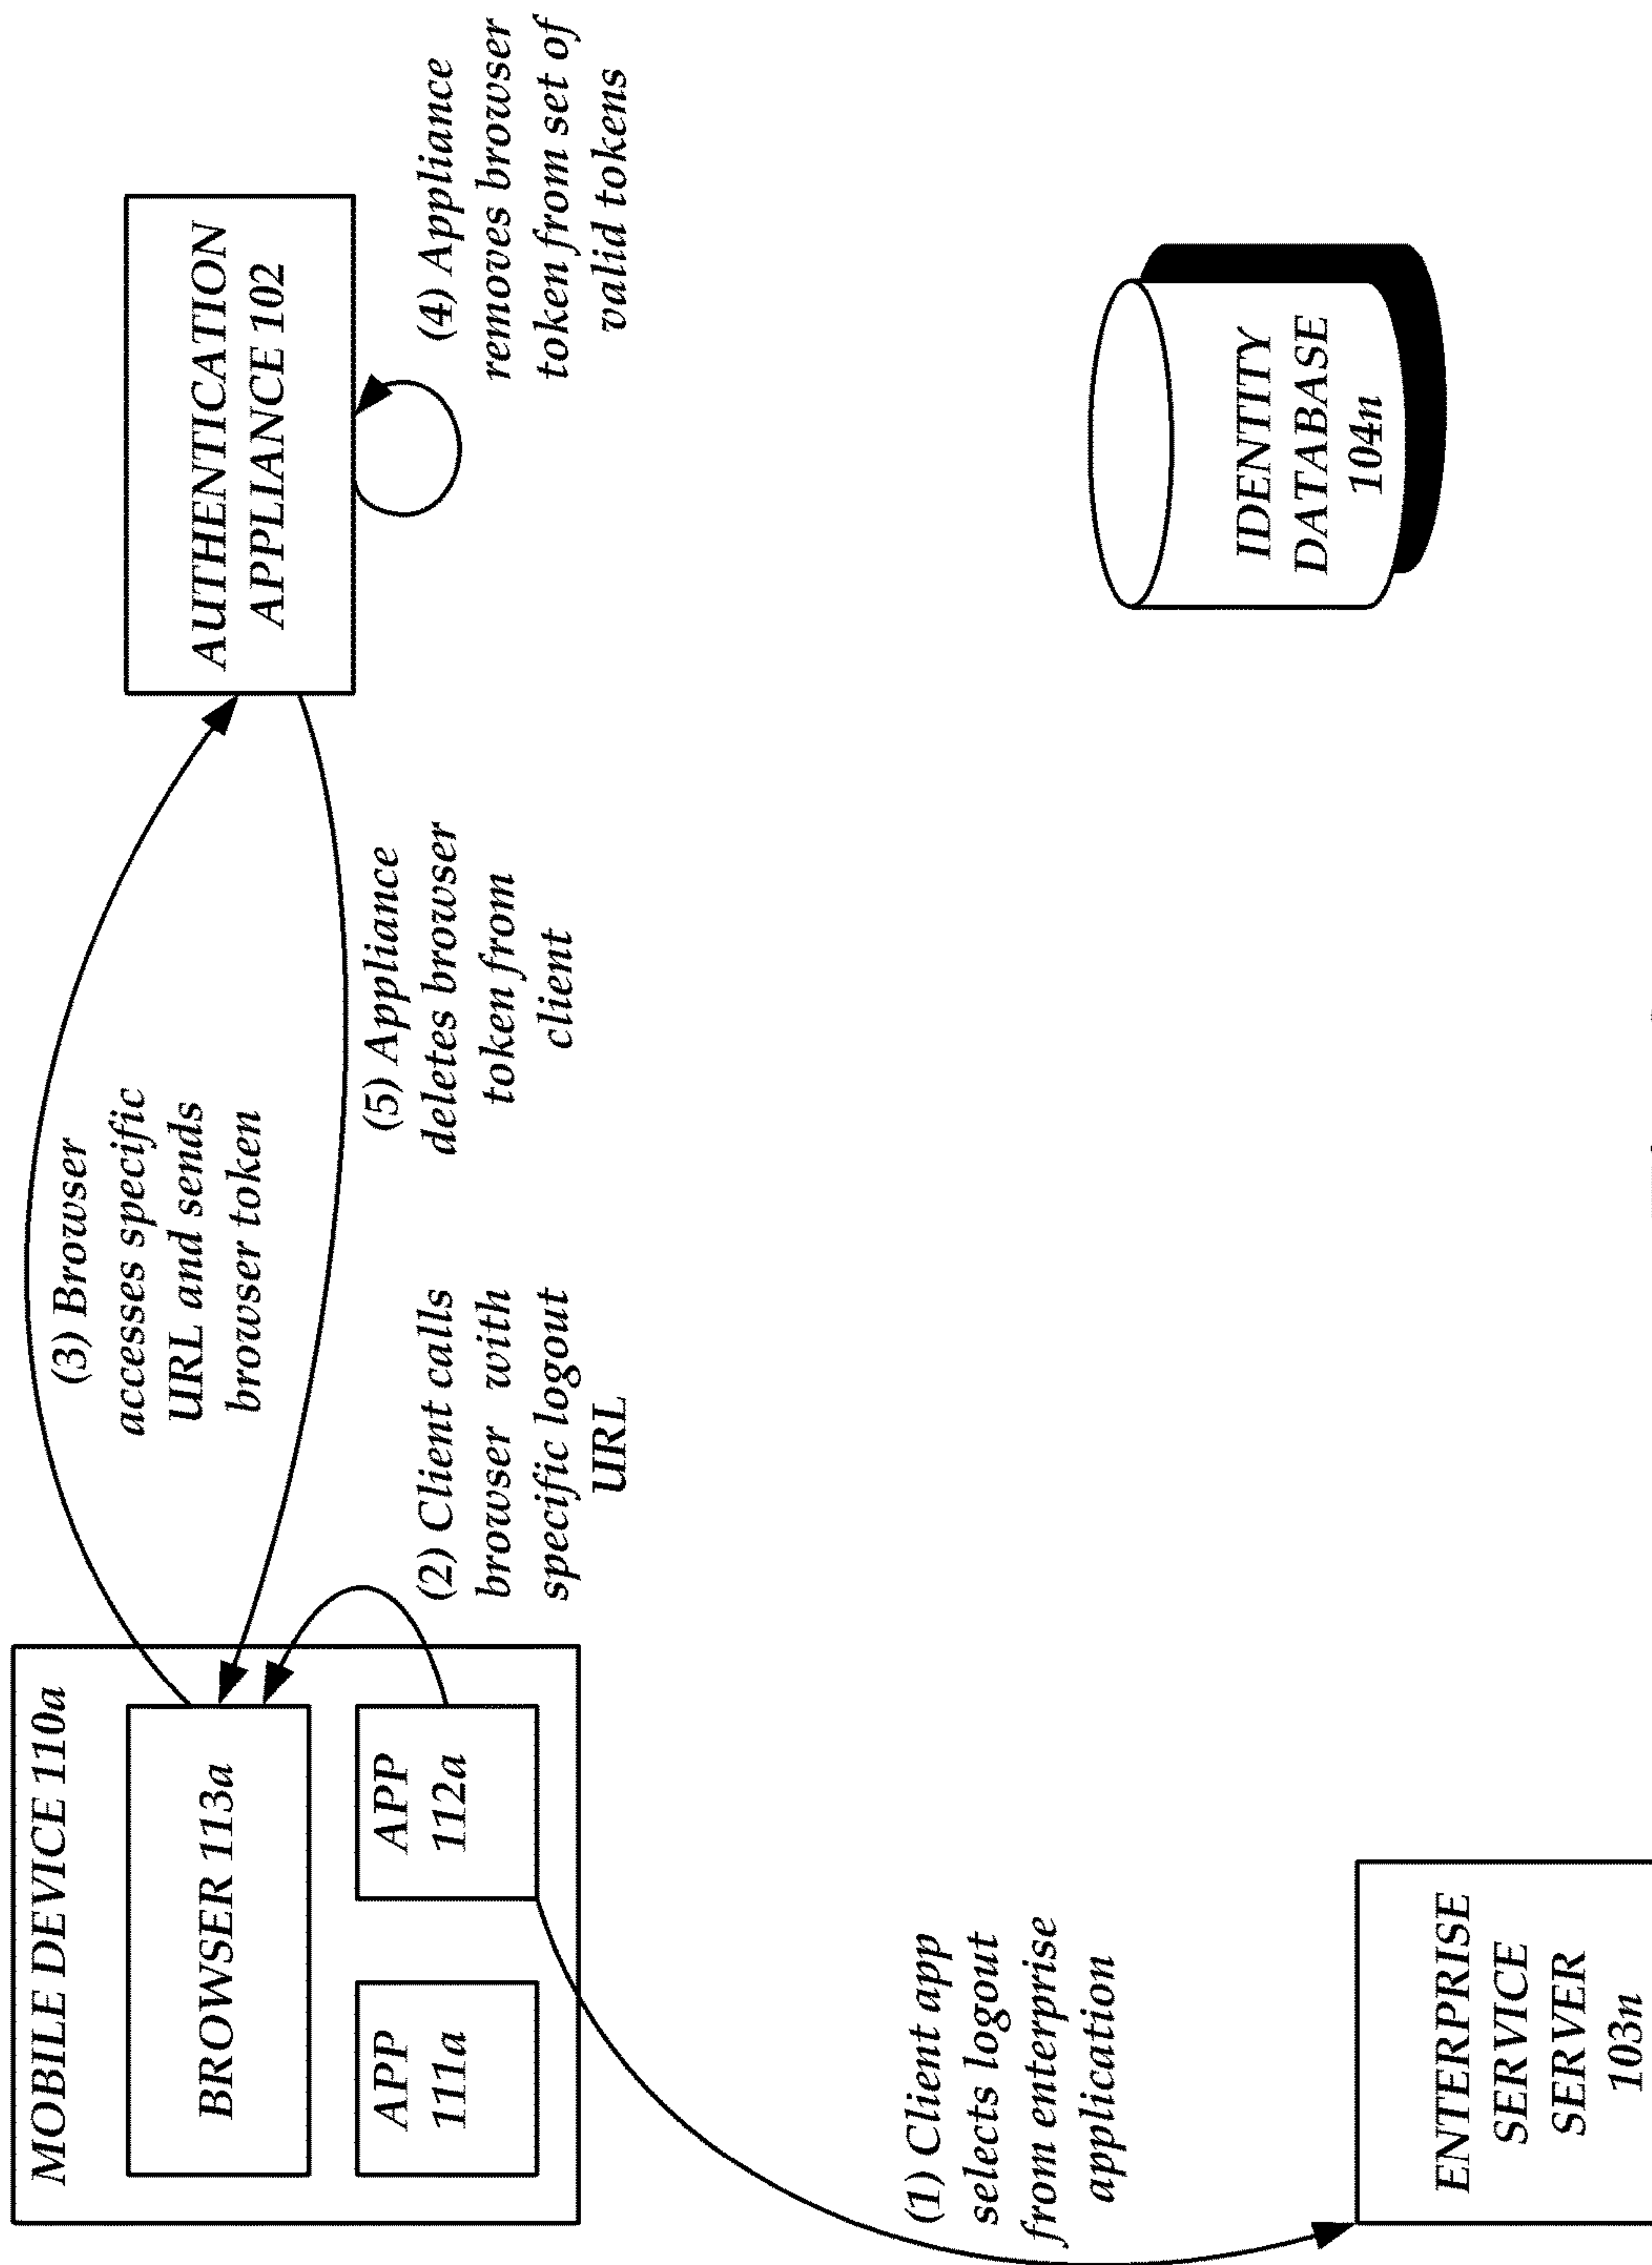 MOBILE DEVICE 110a
BROWSER 113a
APP
111a
APP
112a
(3) Browser
accesses specific
URL and sends
browser token
AUTHENTICATION
APPLIANCE 102
(2) Client calls
browser with
specific logout
URL
(5) Appliance
deletes browser
token from
client
(4) Appliance
removes browser
token from set of
valid tokens
(1) Client app
selects logout
from enterprise
application
ENTERPRISE
SERVICE
SERVER
103n
IDENTITY
DATABASE
104n